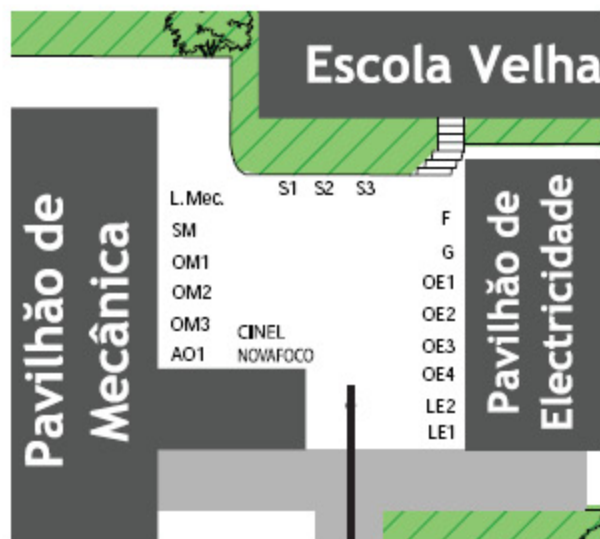 Escola Velha
Pavilhão de
Mecânica
L.Mec.
SM
OM1
OM2
OM3
AO1
CINEL
NOVAFOCO
S1 S2 S3
F
G
OE1
OE2
OE3
OE4
LE2
LE1
Pavilhão de
Electricidade